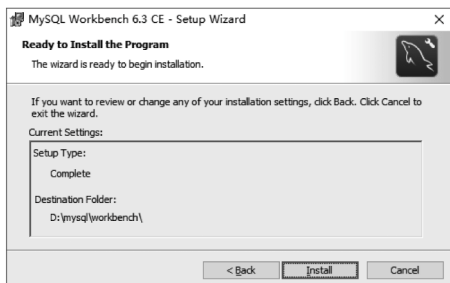 MySQL Workbench 6.3 CE - Setup Wizard
Ready to Install the Program
The wizard is ready to begin installation.
If you want to review or change any of your installation settings, click Back. Click Cancel to
exit the wizard.
Current Settings:
Setup Type:
Complete
Destination Folder:
D:\mysql\workbench\
< Back
Install
Cancel